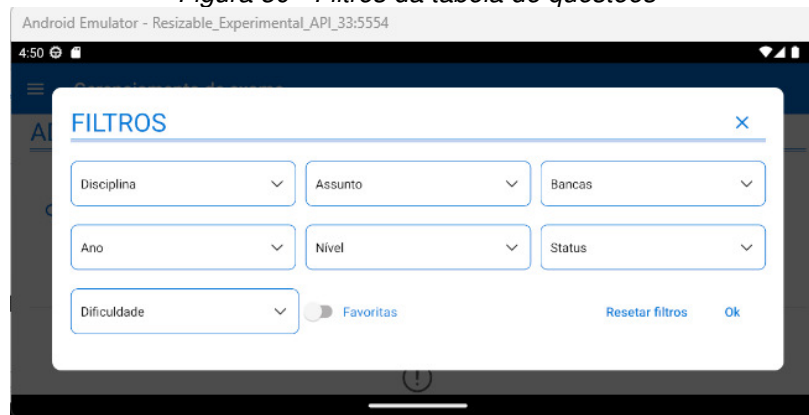 Figura 36 - Filtros da tabela de questões
Android Emulator - Resizable_Experimental_API_33:5554
4:50
FILTROS
Disciplina
Assunto
Bancas
Ano
Nível
Status
Dificuldade
Favoritas
Resetar filtros
Ok